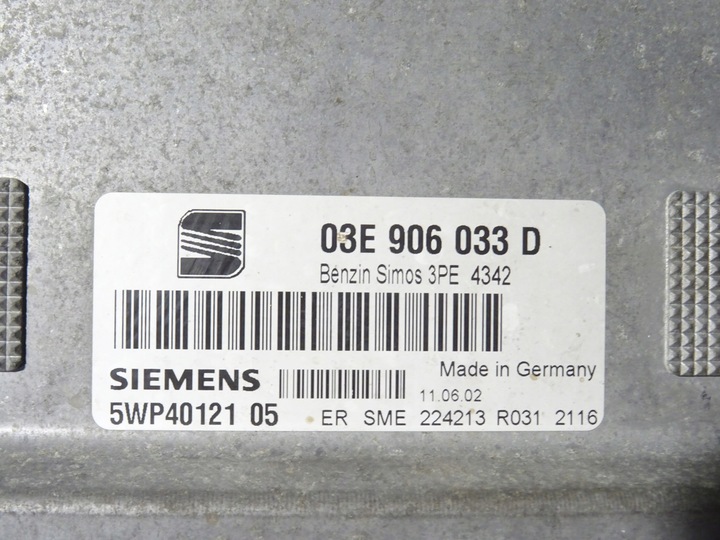 03E 906 033 D
Benzin Simos 3PE 4342
SIEMENS
Made in Germany
11.06.02
5WP40121 05
ER SME 224213 R031 2116